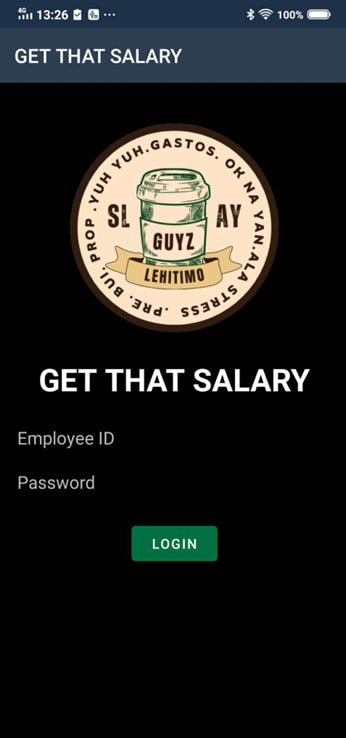 4G 13:26 100%
GET THAT SALARY
PROP .YUH YUH.GASTOS. OK NA YAN.ALA STRESS .PRE. BUI.
SL AY
GUYZ
LEHITIMO
GET THAT SALARY
Employee ID
Password
LOGIN